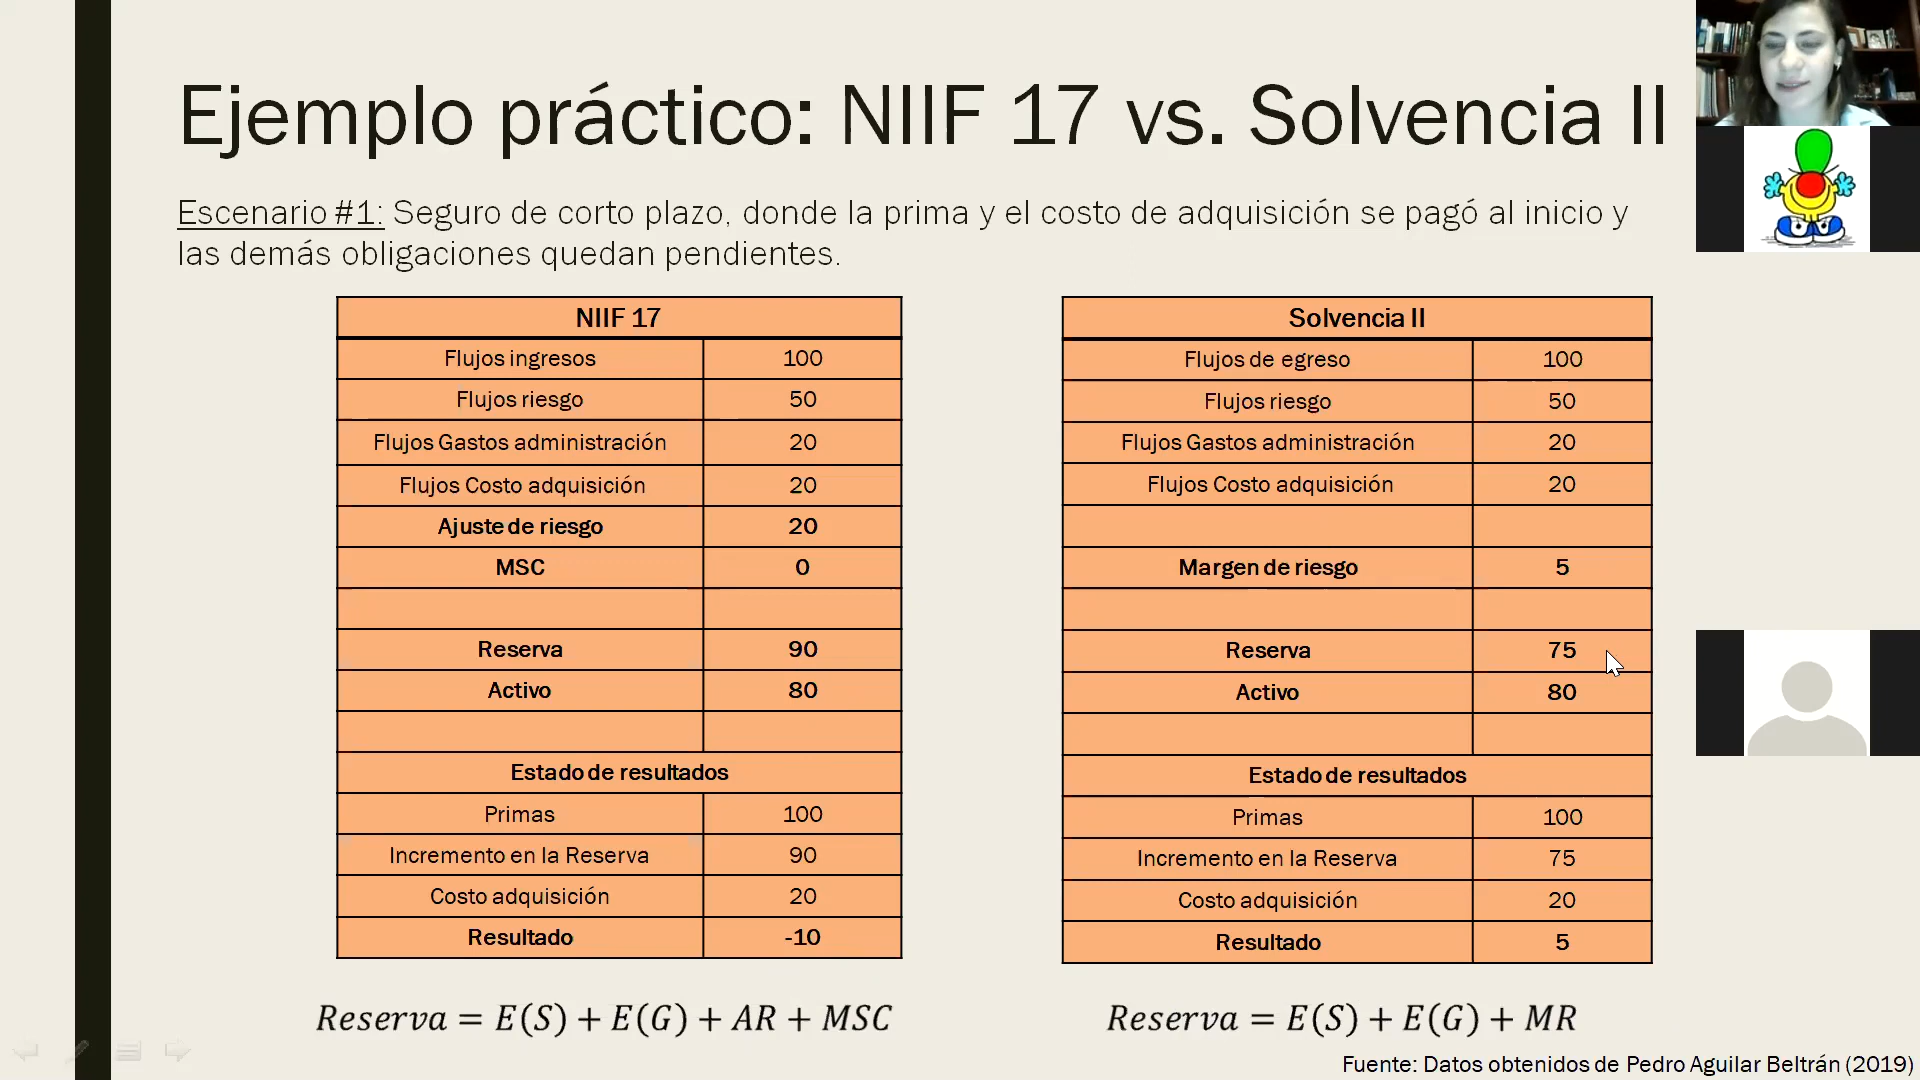 Ejemplo práctico: NIIF 17 vs. Solvencia II
Escenario #1: Seguro de corto plazo, donde la prima y el costo de adquisición se pagó al inicio y
las demás obligaciones quedan pendientes.
NIIF 17
Flujos ingresos 100
Flujos riesgo 50
Flujos Gastos administración 20
Flujos Costo adquisición 20
Ajuste de riesgo 20
MSC 0
Reserva 90
Activo 80
Estado de resultados
Primas 100
Incremento en la Reserva 90
Costo adquisición 20
Resultado -10
Reserva = E(S) + E(G) + AR + MSC
Solvencia II
Flujos de egreso 100
Flujos riesgo 50
Flujos Gastos administración 20
Flujos Costo adquisición 20
Margen de riesgo 5
Reserva 75
Activo 80
Estado de resultados
Primas 100
Incremento en la Reserva 75
Costo adquisición 20
Resultado 5
Reserva = E(S) + E(G) + MR
Fuente: Datos obtenidos de Pedro Aguilar Beltrán (2019)